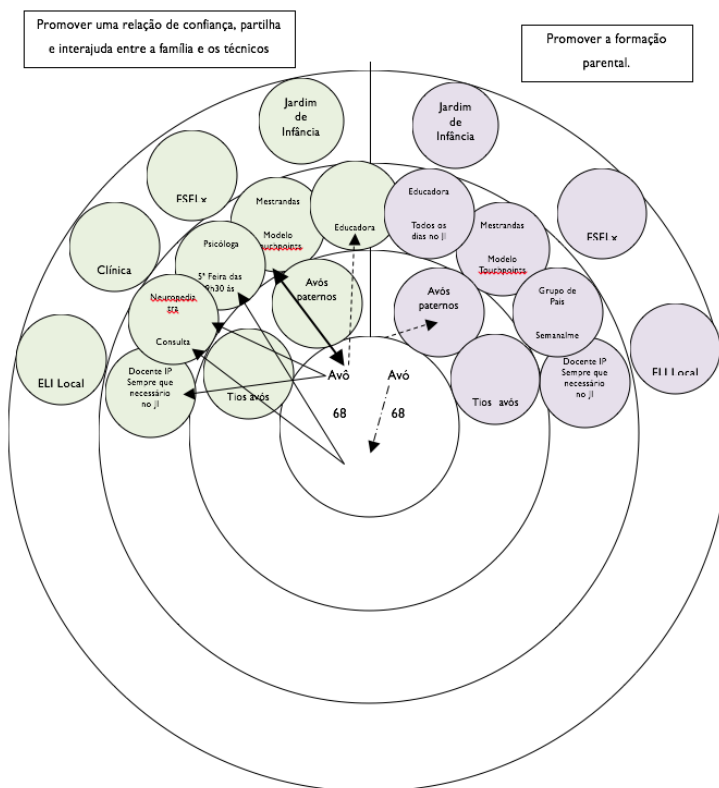 Promover uma relação de confiança, partilha
e interajuda entre a família e os técnicos
Promover a formação
parental.
Jardim
de
Infância
Jardim
de
Infância
ESELx
ESELx
Mestrandas
Modelo
Touchpoints
Educadora
Educadora
Todos os
dias no JI
Mestrandas
Modelo
Touchpoints
Clínica
Psicóloga
5ª Feira das
9h30 às
Avós
paternos
Avós
paternos
Grupo de
Pais
Semanalme
Neuropedia
tra
Consulta
ELI Local
Docente IP
Sempre que
necessário
no JI
Tios avós
Avô
68
Avó
68
Tios avós
Docente IP
Sempre que
necessário
no JI
ELI Local